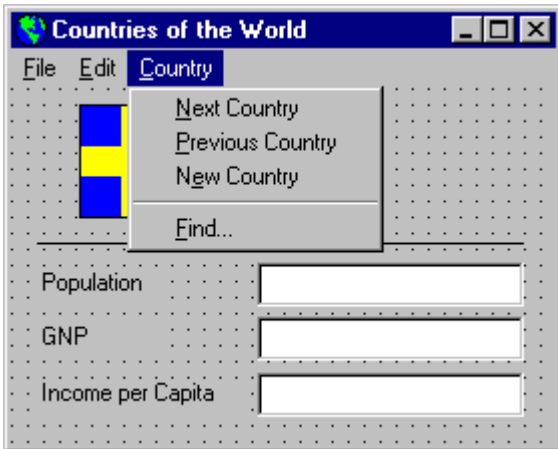 Countries of the World
File Edit Country
Next Country
Previous Country
New Country
Find...
Population
GNP
Income per Capita